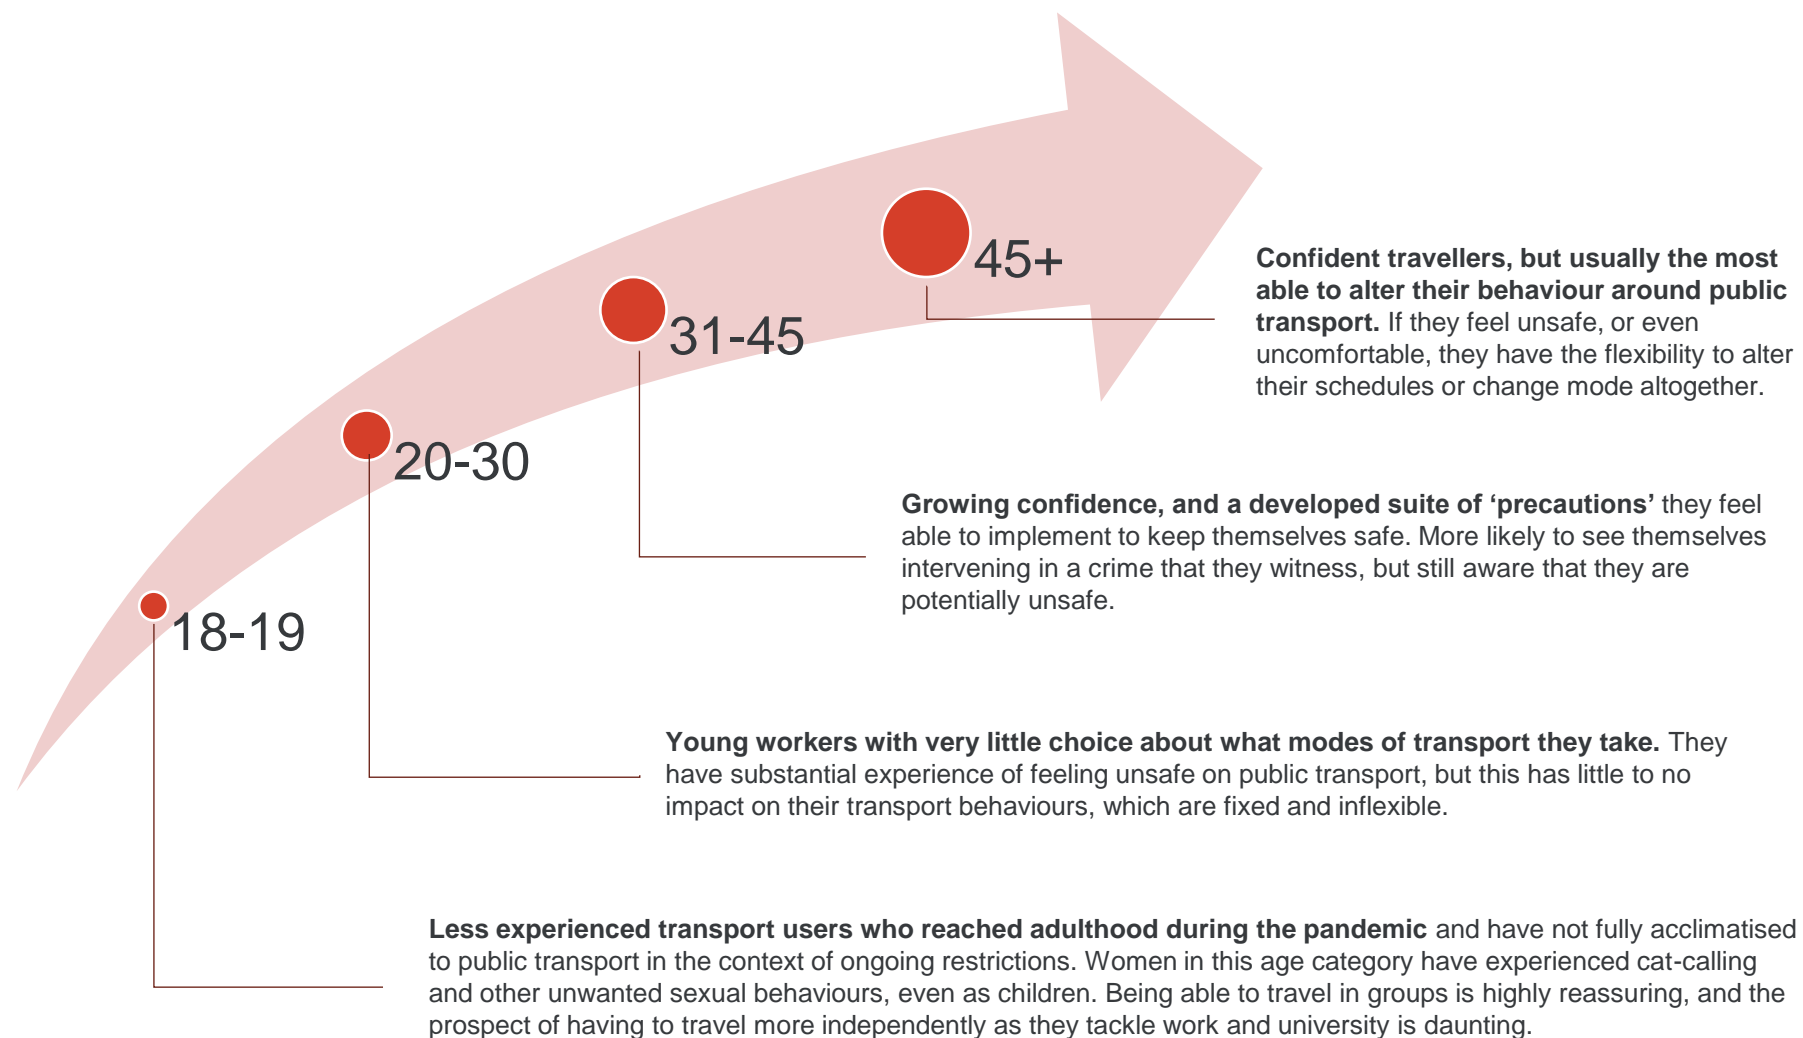 45+
Confident travellers, but usually the most
able to alter their behaviour around public
transport. If they feel unsafe, or even
uncomfortable, they have the flexibility to alter
their schedules or change mode altogether.
31-45
Growing confidence, and a developed suite of ‘precautions’ they feel
able to implement to keep themselves safe. More likely to see themselves
intervening in a crime that they witness, but still aware that they are
potentially unsafe.
20-30
Young workers with very little choice about what modes of transport they take. They
have substantial experience of feeling unsafe on public transport, but this has little to no
impact on their transport behaviours, which are fixed and inflexible.
18-19
Less experienced transport users who reached adulthood during the pandemic and have not fully acclimatised
to public transport in the context of ongoing restrictions. Women in this age category have experienced cat-calling
and other unwanted sexual behaviours, even as children. Being able to travel in groups is highly reassuring, and the
prospect of having to travel more independently as they tackle work and university is daunting.